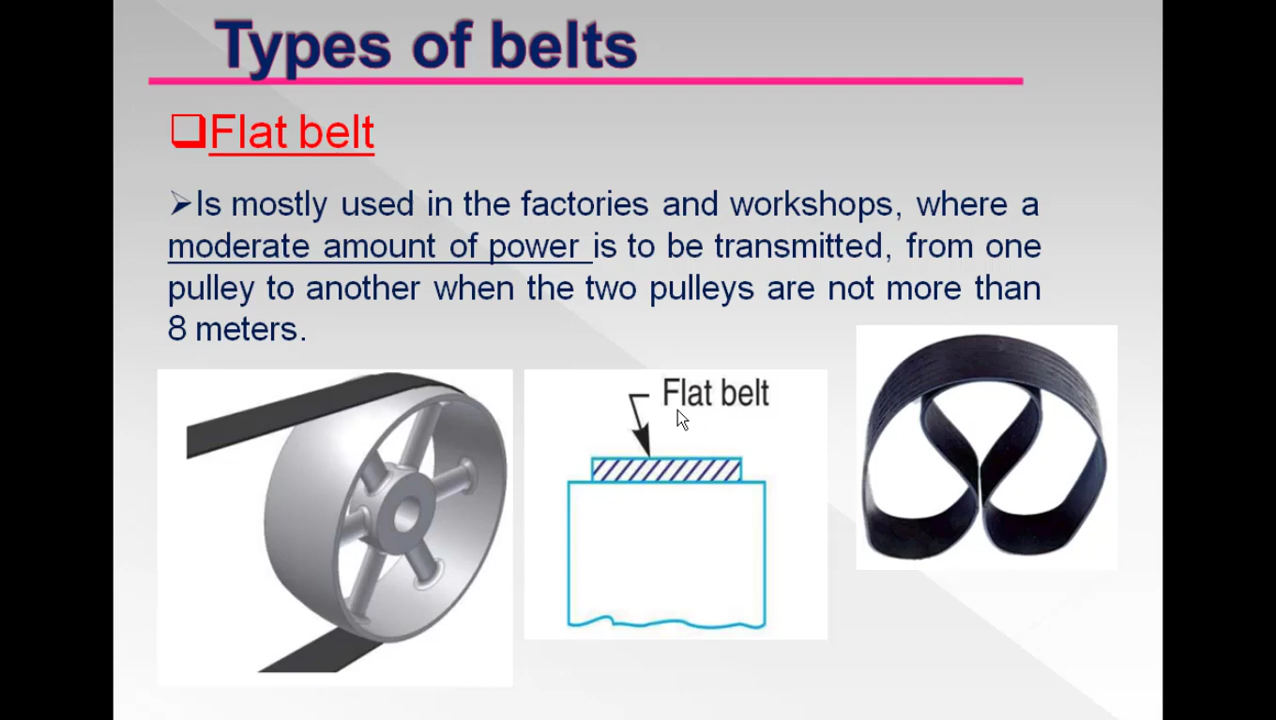 Types of belts
Flat belt
Is mostly used in the factories and workshops, where a
moderate amount of power is to be transmitted, from one
pulley to another when the two pulleys are not more than
8 meters.
Flat belt